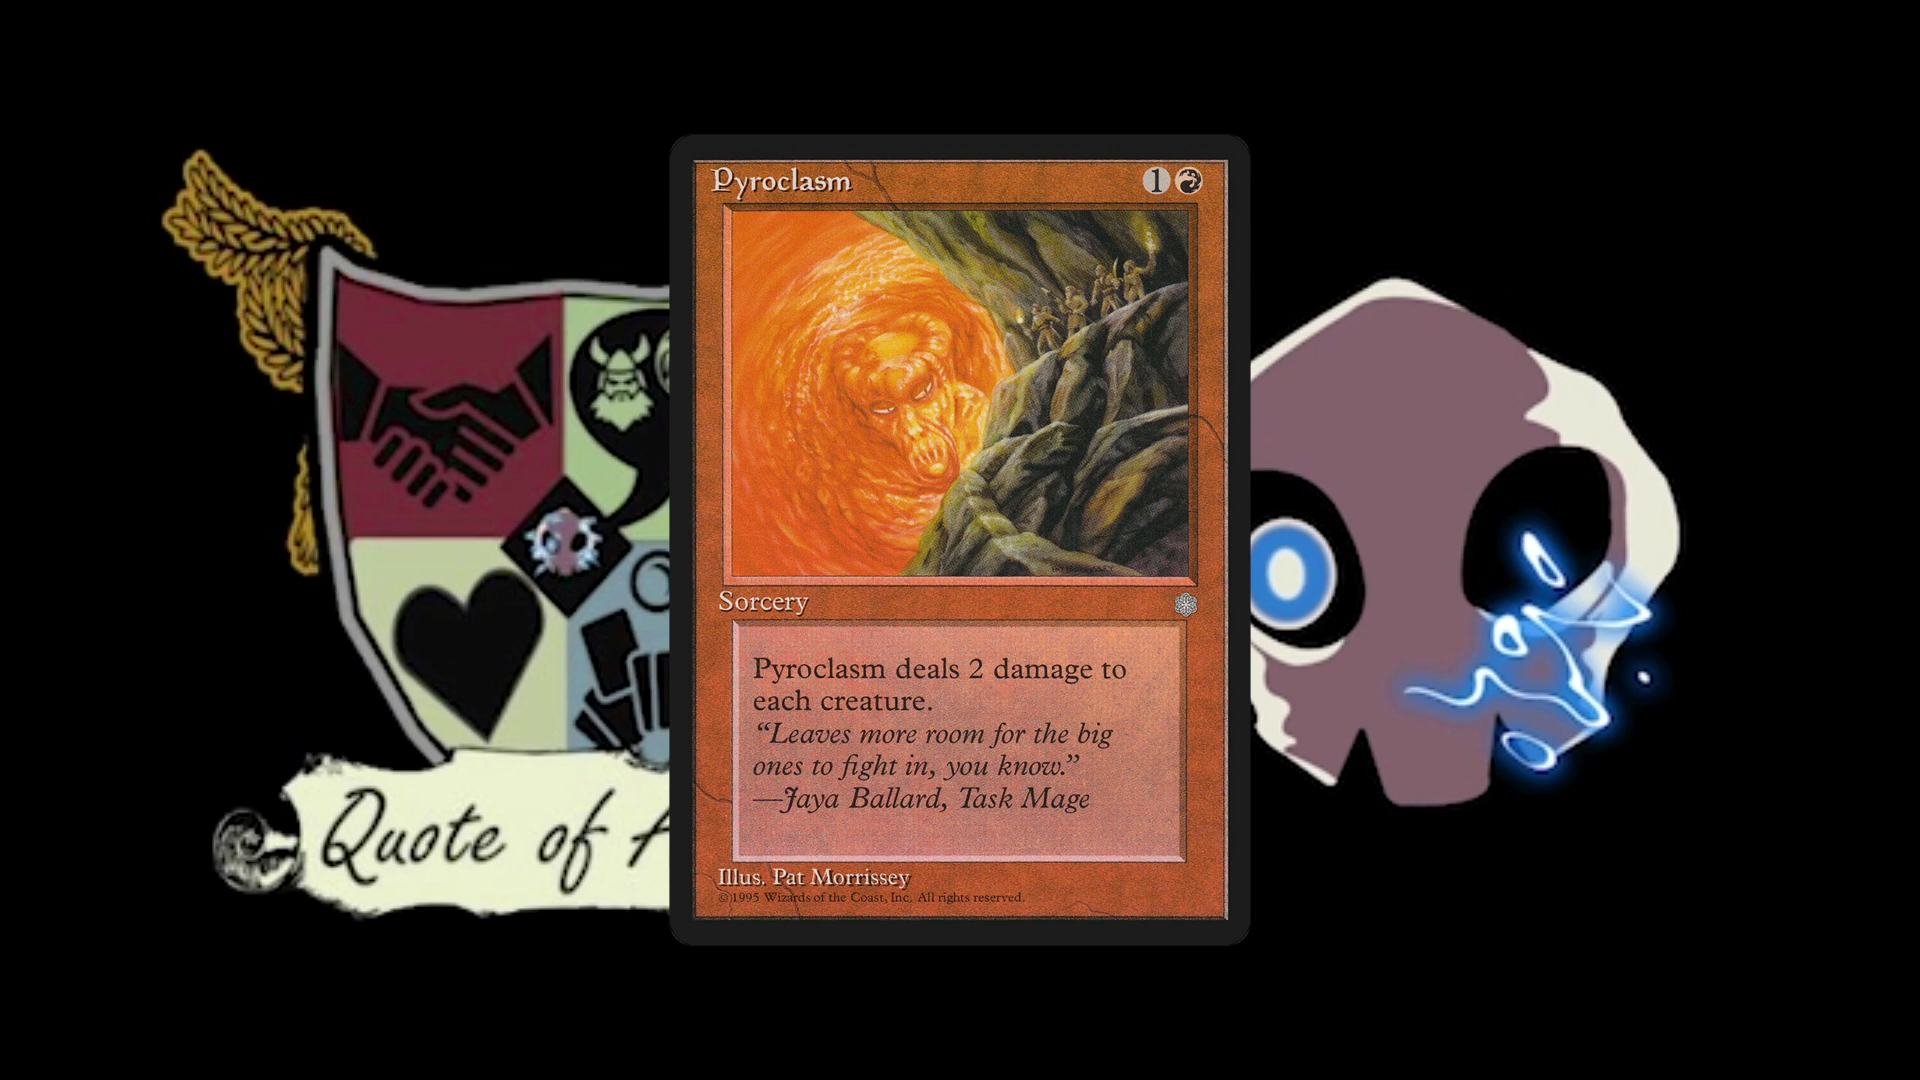 Pyroclasm
1
Sorcery
Pyroclasm deals 2 damage to
each creature.
“Leaves more room for the big
ones to fight in, you know.”
—Jaya Ballard, Task Mage
Illus. Pat Morrissey
©1995 Wizards of the Coast, Inc. All rights reserved.
Quote of